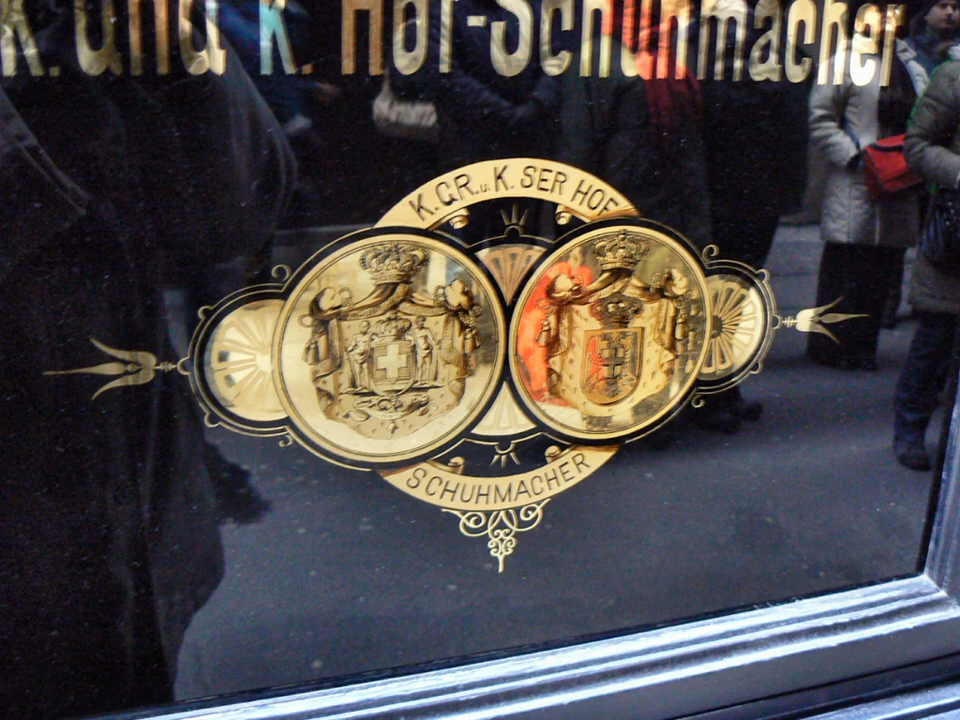 k. und k. Hof-Schuhmacher
K. GR. u. K. SER HOF
SCHUHMACHER